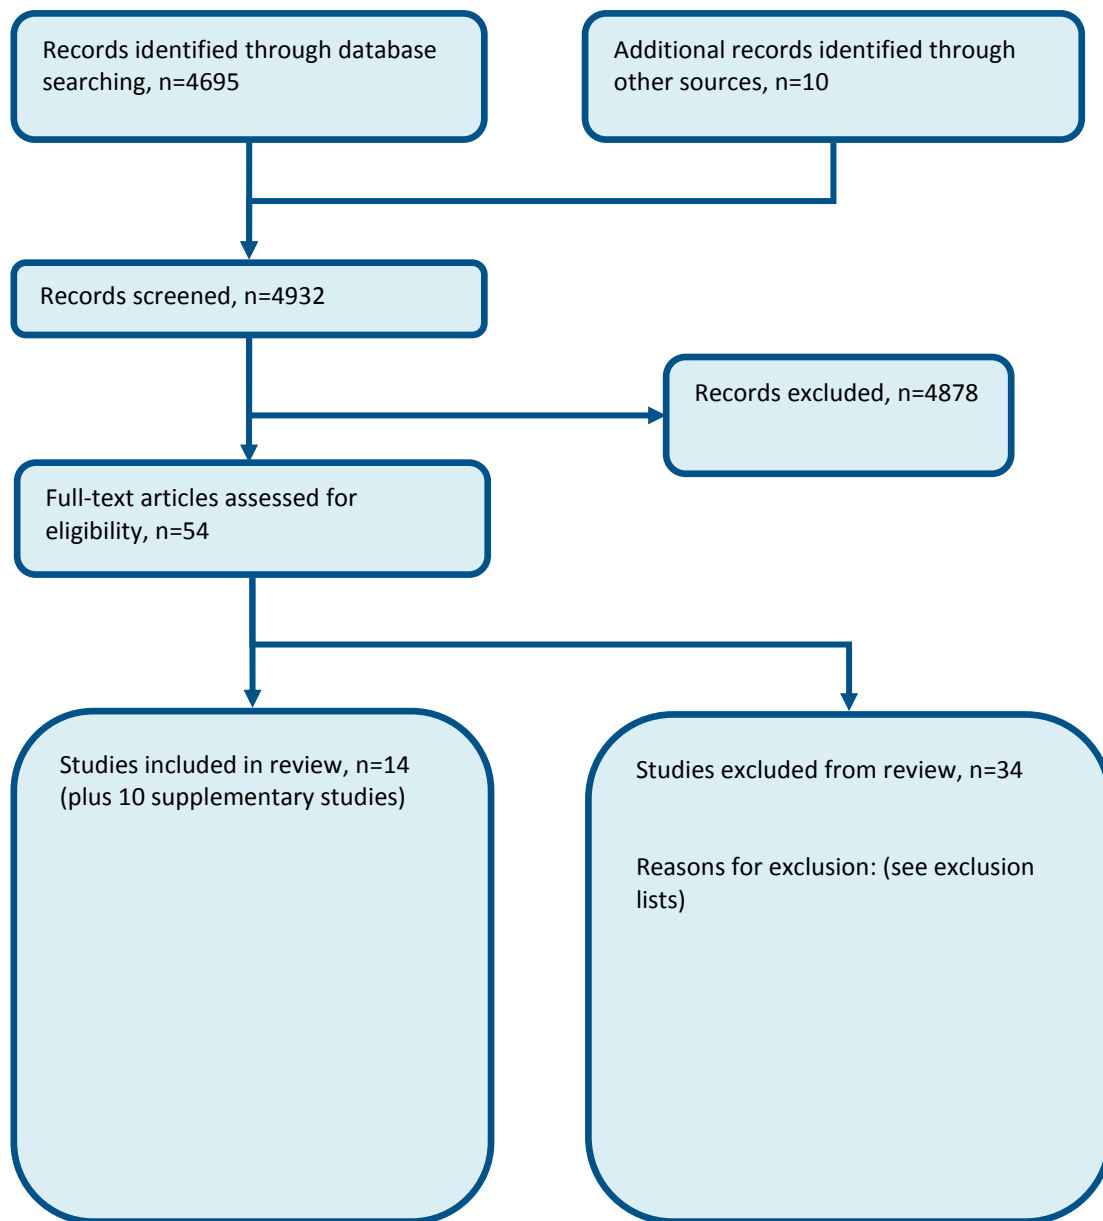 Records identified through database
searching, n=4695
Additional records identified through
other sources, n=10
Records screened, n=4932
Records excluded, n=4878
Full-text articles assessed for
eligibility, n=54
Studies included in review, n=14
(plus 10 supplementary studies)
Studies excluded from review, n=34
Reasons for exclusion: (see exclusion
lists)